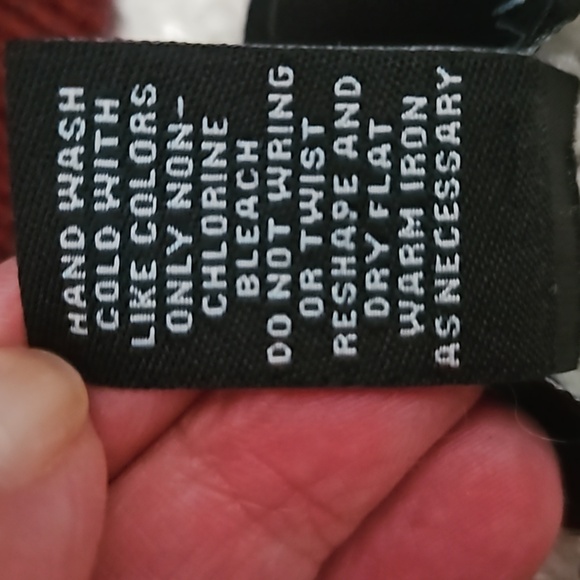 HAND WASH
COLD WITH
LIKE COLORS
ONLY NON-
CHLORINE
BLEACH
DO NOT WRING
OR TWIST
RESHAPE AND
DRY FLAT
WARM IRON
AS NECESSARY